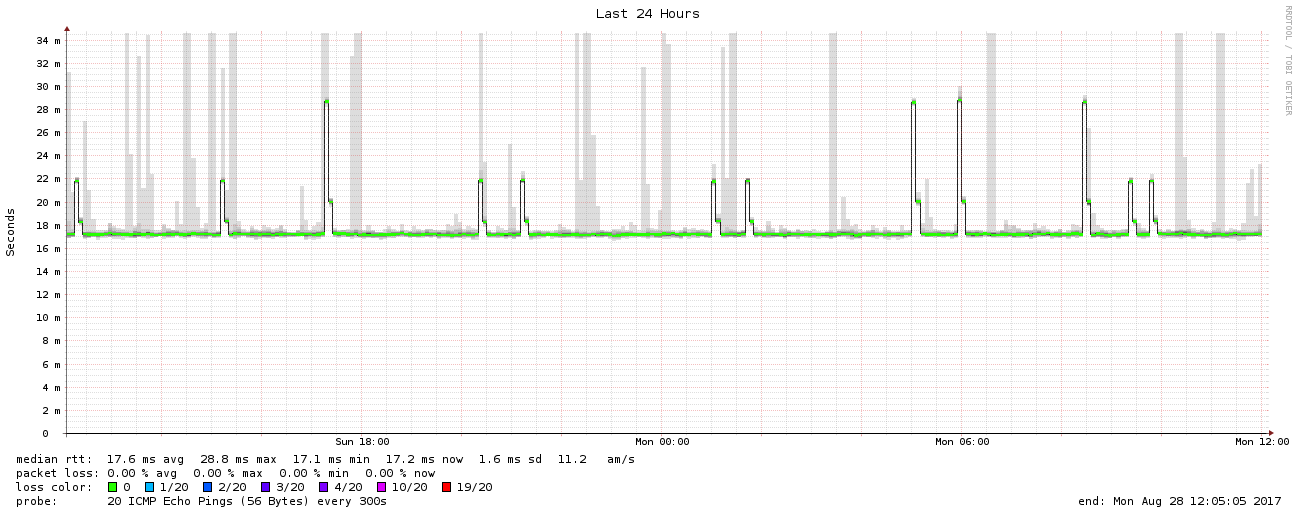 Last 24 Hours
RRDTOOL / TOBI OETIKER
Seconds
34 m
32 m
30 m
28 m
26 m
24 m
22 m
20 m
18 m
16 m
14 m
12 m
10 m
8 m
6 m
4 m
2 m
0
Sun 18:00 Mon 00:00 Mon 06:00 Mon 12:00
median rtt: 17.6 ms avg 28.8 ms max 17.1 ms min 17.2 ms now 1.6 ms sd 11.2 am/s
packet loss: 0.00 % avg 0.00 % max 0.00 % min 0.00 % now
loss color: 0 1/20 2/20 3/20 4/20 10/20 19/20
probe: 20 ICMP Echo Pings (56 Bytes) every 300s end: Mon Aug 28 12:05:05 2017